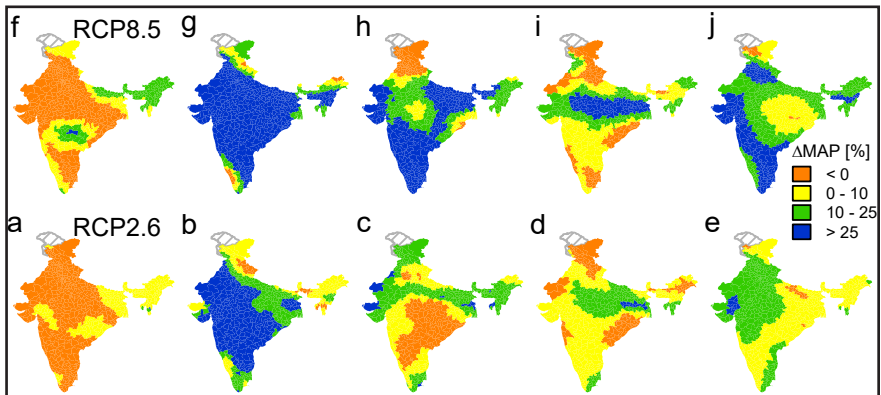 f RCP8.5 g h i j
ΔMAP [%]
< 0
0 - 10
10 - 25
> 25
a RCP2.6 b c d e